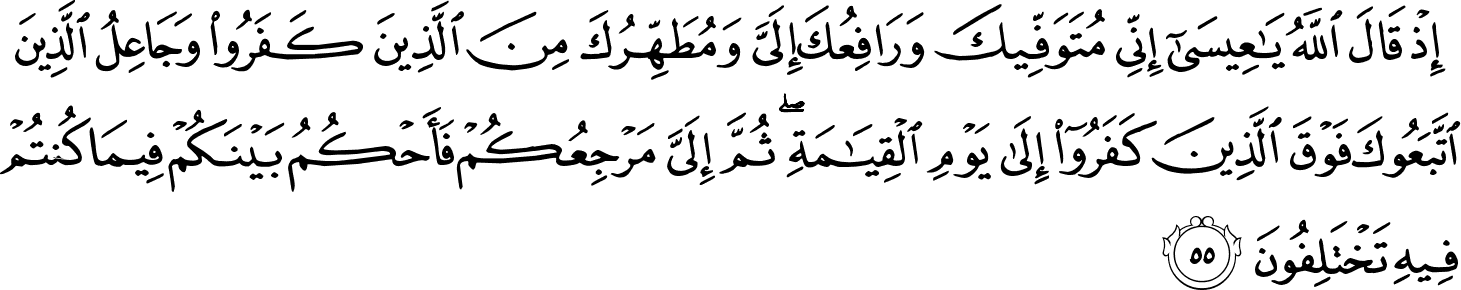 إِذْ قَالَ ٱللَّهُ يَـٰعِيسَىٰٓ إِنِّى مُتَوَفِّيكَ وَرَافِعُكَ إِلَىَّ وَمُطَهِّرُكَ مِنَ ٱلَّذِينَ كَفَرُوا۟ وَجَاعِلُ ٱلَّذِينَ
ٱتَّبَعُوكَ فَوْقَ ٱلَّذِينَ كَفَرُوٓا۟ إِلَىٰ يَوْمِ ٱلْقِيَـٰمَةِ ۖ ثُمَّ إِلَىَّ مَرْجِعُكُمْ فَأَحْكُمُ بَيْنَكُمْ فِيمَا كُنتُمْ
فِيهِ تَخْتَلِفُونَ ٥٥